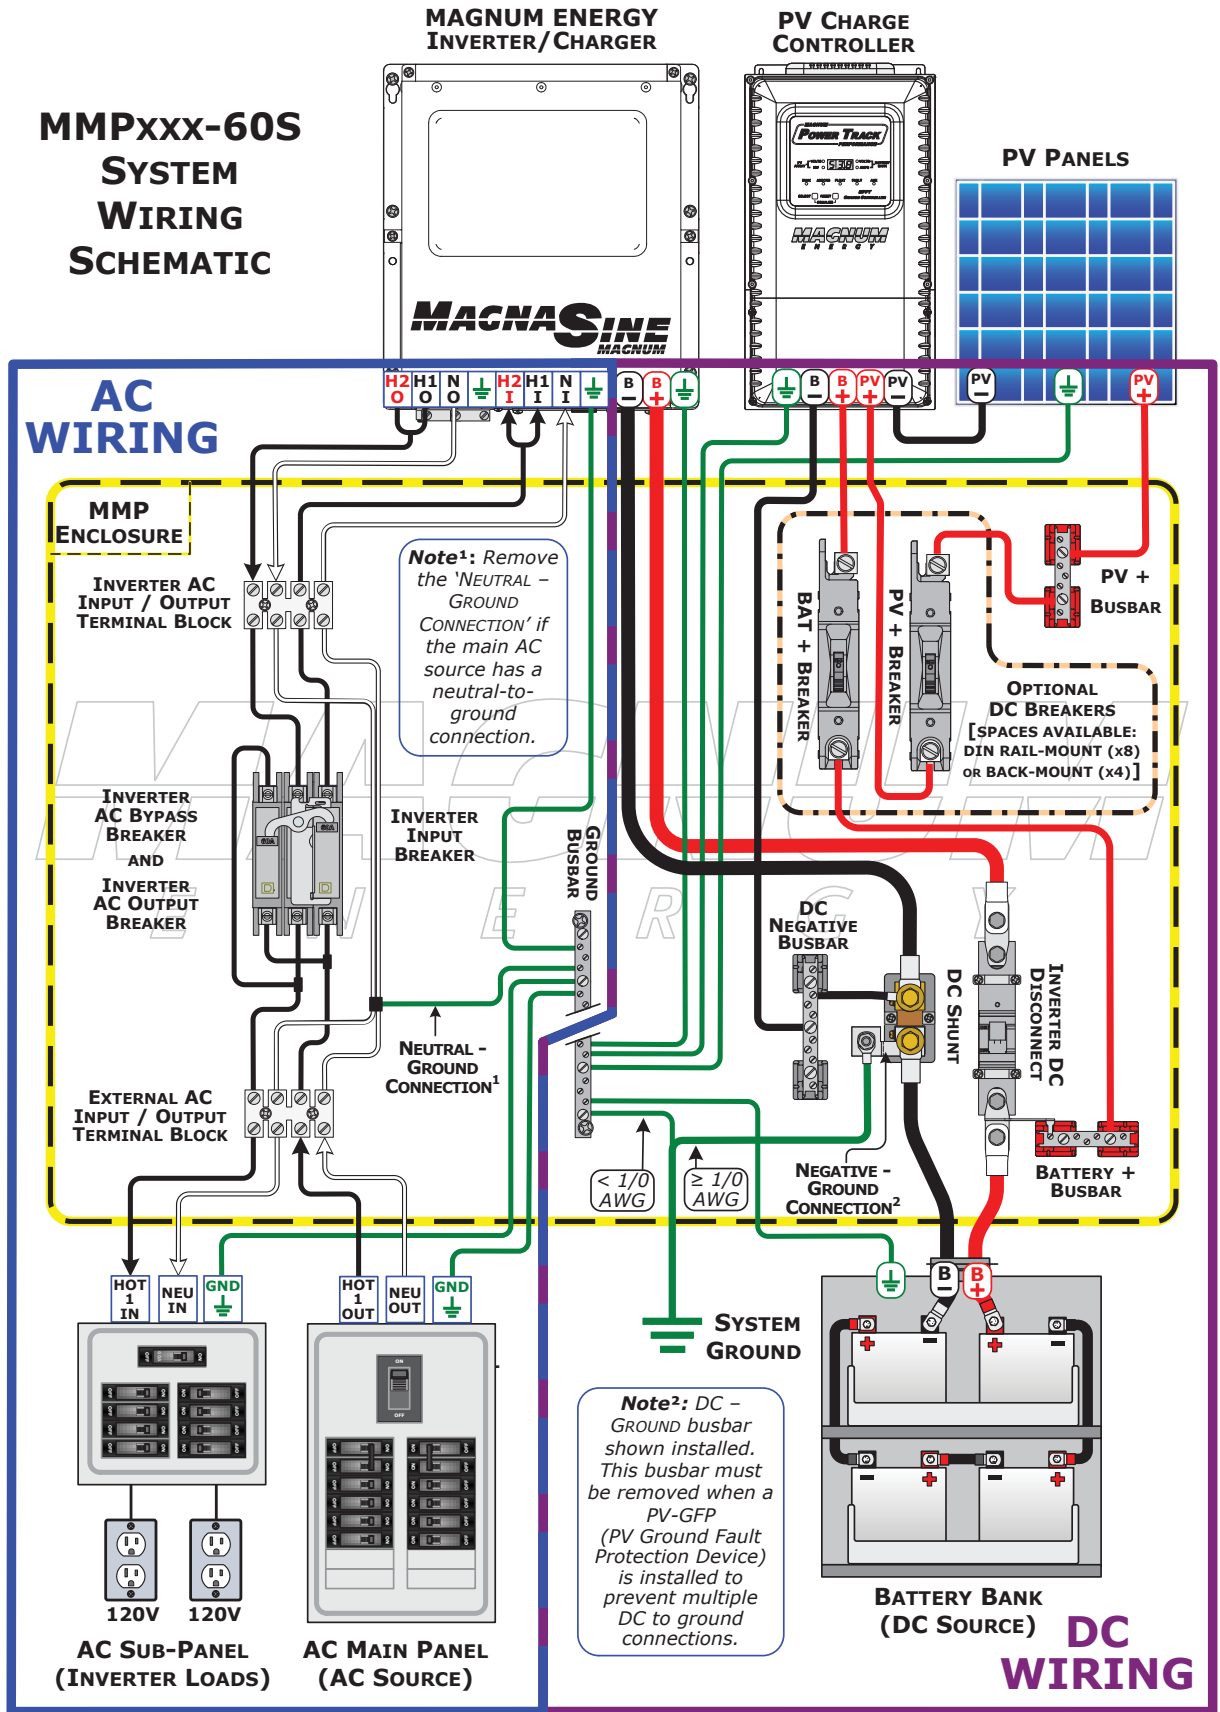 MAGNUM ENERGY
INVERTER/CHARGER
PV CHARGE
CONTROLLER
MMPXXX-60S
SYSTEM
WIRING
SCHEMATIC
PV PANELS
MAGNUM
POWER TRACK
PERFORMANCE
MAGNUM
ENERGY
MAGNASINE
MAGNUM
AC
WIRING
H2 O
H1 O
N O
H2 I
H1 I
N I
B −
B +
B −
B +
PV +
PV −
PV −
PV +
MMP
ENCLOSURE
INVERTER AC
INPUT / OUTPUT
TERMINAL BLOCK
Note¹: Remove
the ‘NEUTRAL –
GROUND
CONNECTION’ if
the main AC
source has a
neutral-to-
ground
connection.
BAT + BREAKER
PV + BREAKER
PV +
BUSBAR
OPTIONAL
DC BREAKERS
[SPACES AVAILABLE:
DIN RAIL-MOUNT (X8)
OR BACK-MOUNT (X4)]
MAGNUM
ENERGY
INVERTER
AC BYPASS
BREAKER
AND
INVERTER
AC OUTPUT
BREAKER
60A
60A
INVERTER
INPUT
BREAKER
GROUND
BUSBAR
DC
NEGATIVE
BUSBAR
DC SHUNT
INVERTER DC
DISCONNECT
NEUTRAL -
GROUND
CONNECTION¹
EXTERNAL AC
INPUT / OUTPUT
TERMINAL BLOCK
< 1/0
AWG
≥ 1/0
AWG
NEGATIVE -
GROUND
CONNECTION²
BATTERY +
BUSBAR
HOT
1
IN
NEU
IN
GND
HOT
1
OUT
NEU
OUT
GND
B −
B +
SYSTEM
GROUND
ON
OFF
Note²: DC –
GROUND busbar
shown installed.
This busbar must
be removed when a
PV-GFP
(PV Ground Fault
Protection Device)
is installed to
prevent multiple
DC to ground
connections.
120V
120V
AC SUB-PANEL
(INVERTER LOADS)
AC MAIN PANEL
(AC SOURCE)
BATTERY BANK
(DC SOURCE)
DC
WIRING